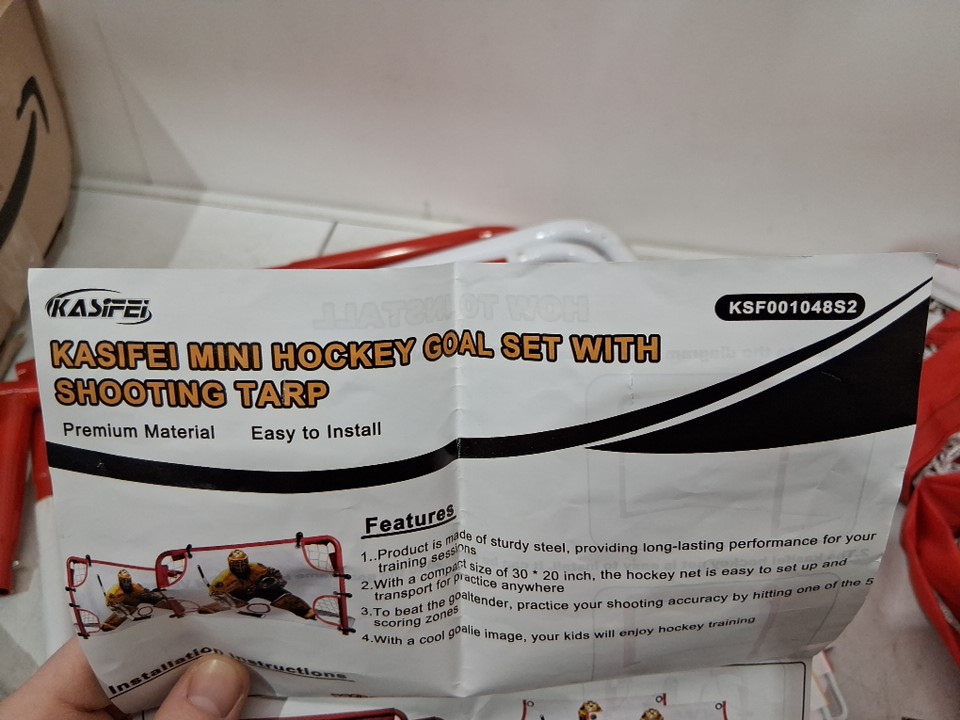 KASIFEI
KSF001048S2
KASIFEI MINI HOCKEY GOAL SET WITH
SHOOTING TARP
Premium Material Easy to Install
Features
1..Product is made of sturdy steel, providing long-lasting performance for your
training sessions
2.With a compact size of 30 * 20 inch, the hockey net is easy to set up and
transport for practice anywhere
3.To beat the goaltender, practice your shooting accuracy by hitting one of the 5
scoring zones
4.With a cool goalie image, your kids will enjoy hockey training
Installation Instructions
HOW TO INSTALL